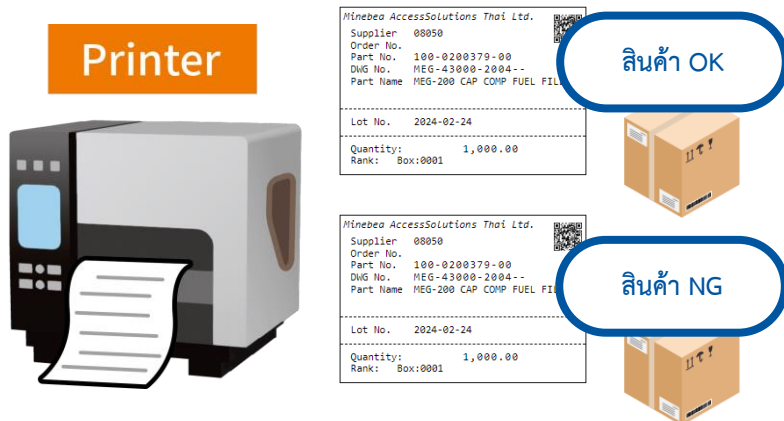 Printer
Minebea AccessSolutions Thai Ltd.
Supplier 08050
Order No.
Part No. 100-0200379-00
DWG No. MEG-43000-2004--
Part Name MEG-200 CAP COMP FUEL
Lot No. 2024-02-24
Quantity: 1,000.00
Rank: Box:0001
สินค้า OK
Minebea AccessSolutions Thai Ltd.
Supplier 08050
Order No.
Part No. 100-0200379-00
DWG No. MEG-43000-2004--
Part Name MEG-200 CAP COMP FUEL
Lot No. 2024-02-24
Quantity: 1,000.00
Rank: Box:0001
สินค้า NG